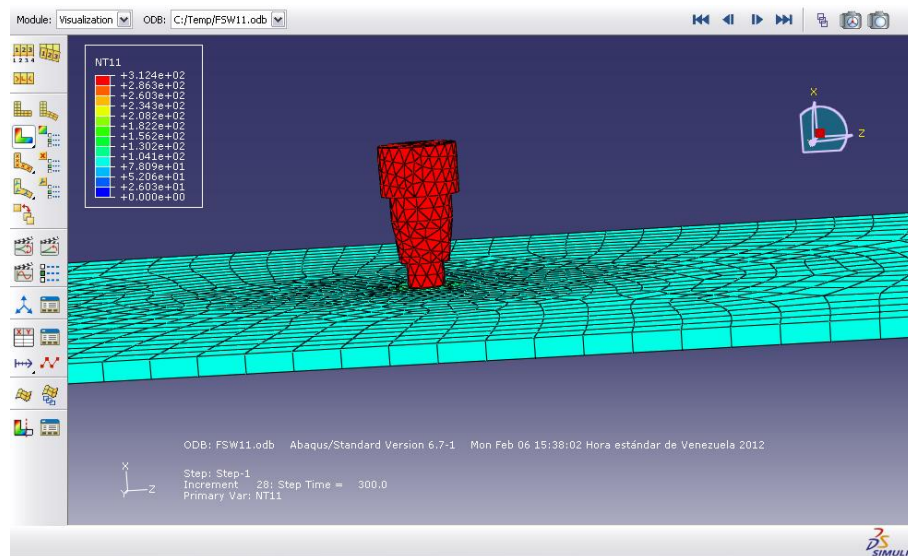 Module: Visualization ODB: C:/Temp/FSW11.odb
NT11
+3.124e+02
+2.863e+02
+2.603e+02
+2.343e+02
+2.082e+02
+1.822e+02
+1.562e+02
+1.302e+02
+1.041e+02
+7.809e+01
+5.206e+01
+2.603e+01
+0.000e+00
X
Z
ODB: FSW11.odb Abaqus/Standard Version 6.7-1 Mon Feb 06 15:38:02 Hora estándar de Venezuela 2012
X
Y
Z
Step: Step-1
Increment 28: Step Time = 300.0
Primary Var: NT11
SIMULI